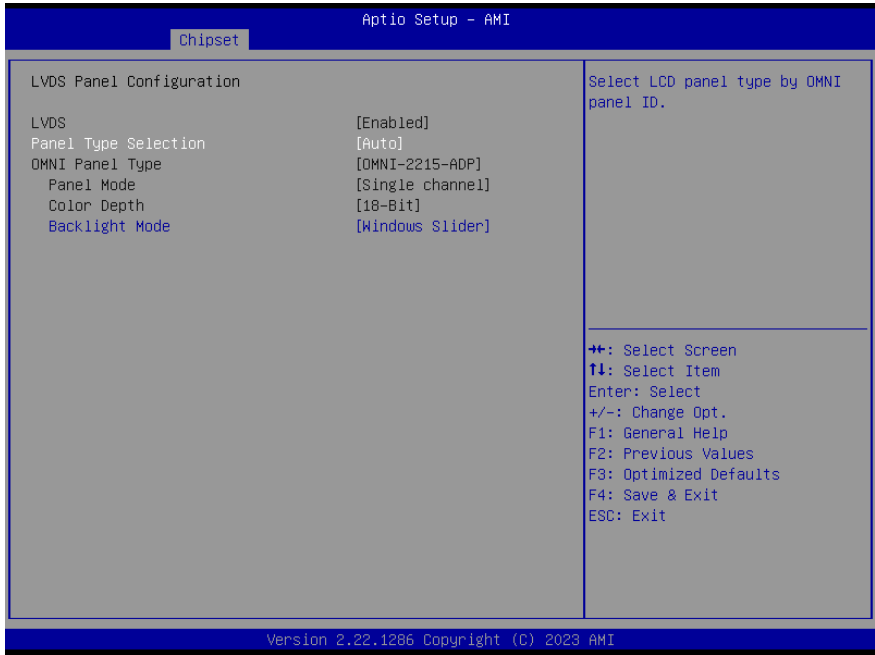 Aptio Setup - AMI
Chipset
LVDS Panel Configuration
LVDS [Enabled]
Panel Type Selection [Auto]
OMNI Panel Type [OMNI-2215-ADP]
Panel Mode [Single channel]
Color Depth [18-Bit]
Backlight Mode [Windows Slider]
Select LCD panel type by OMNI
panel ID.
→←: Select Screen
↑↓: Select Item
Enter: Select
+/-: Change Opt.
F1: General Help
F2: Previous Values
F3: Optimized Defaults
F4: Save & Exit
ESC: Exit
Version 2.22.1286 Copyright (C) 2023 AMI